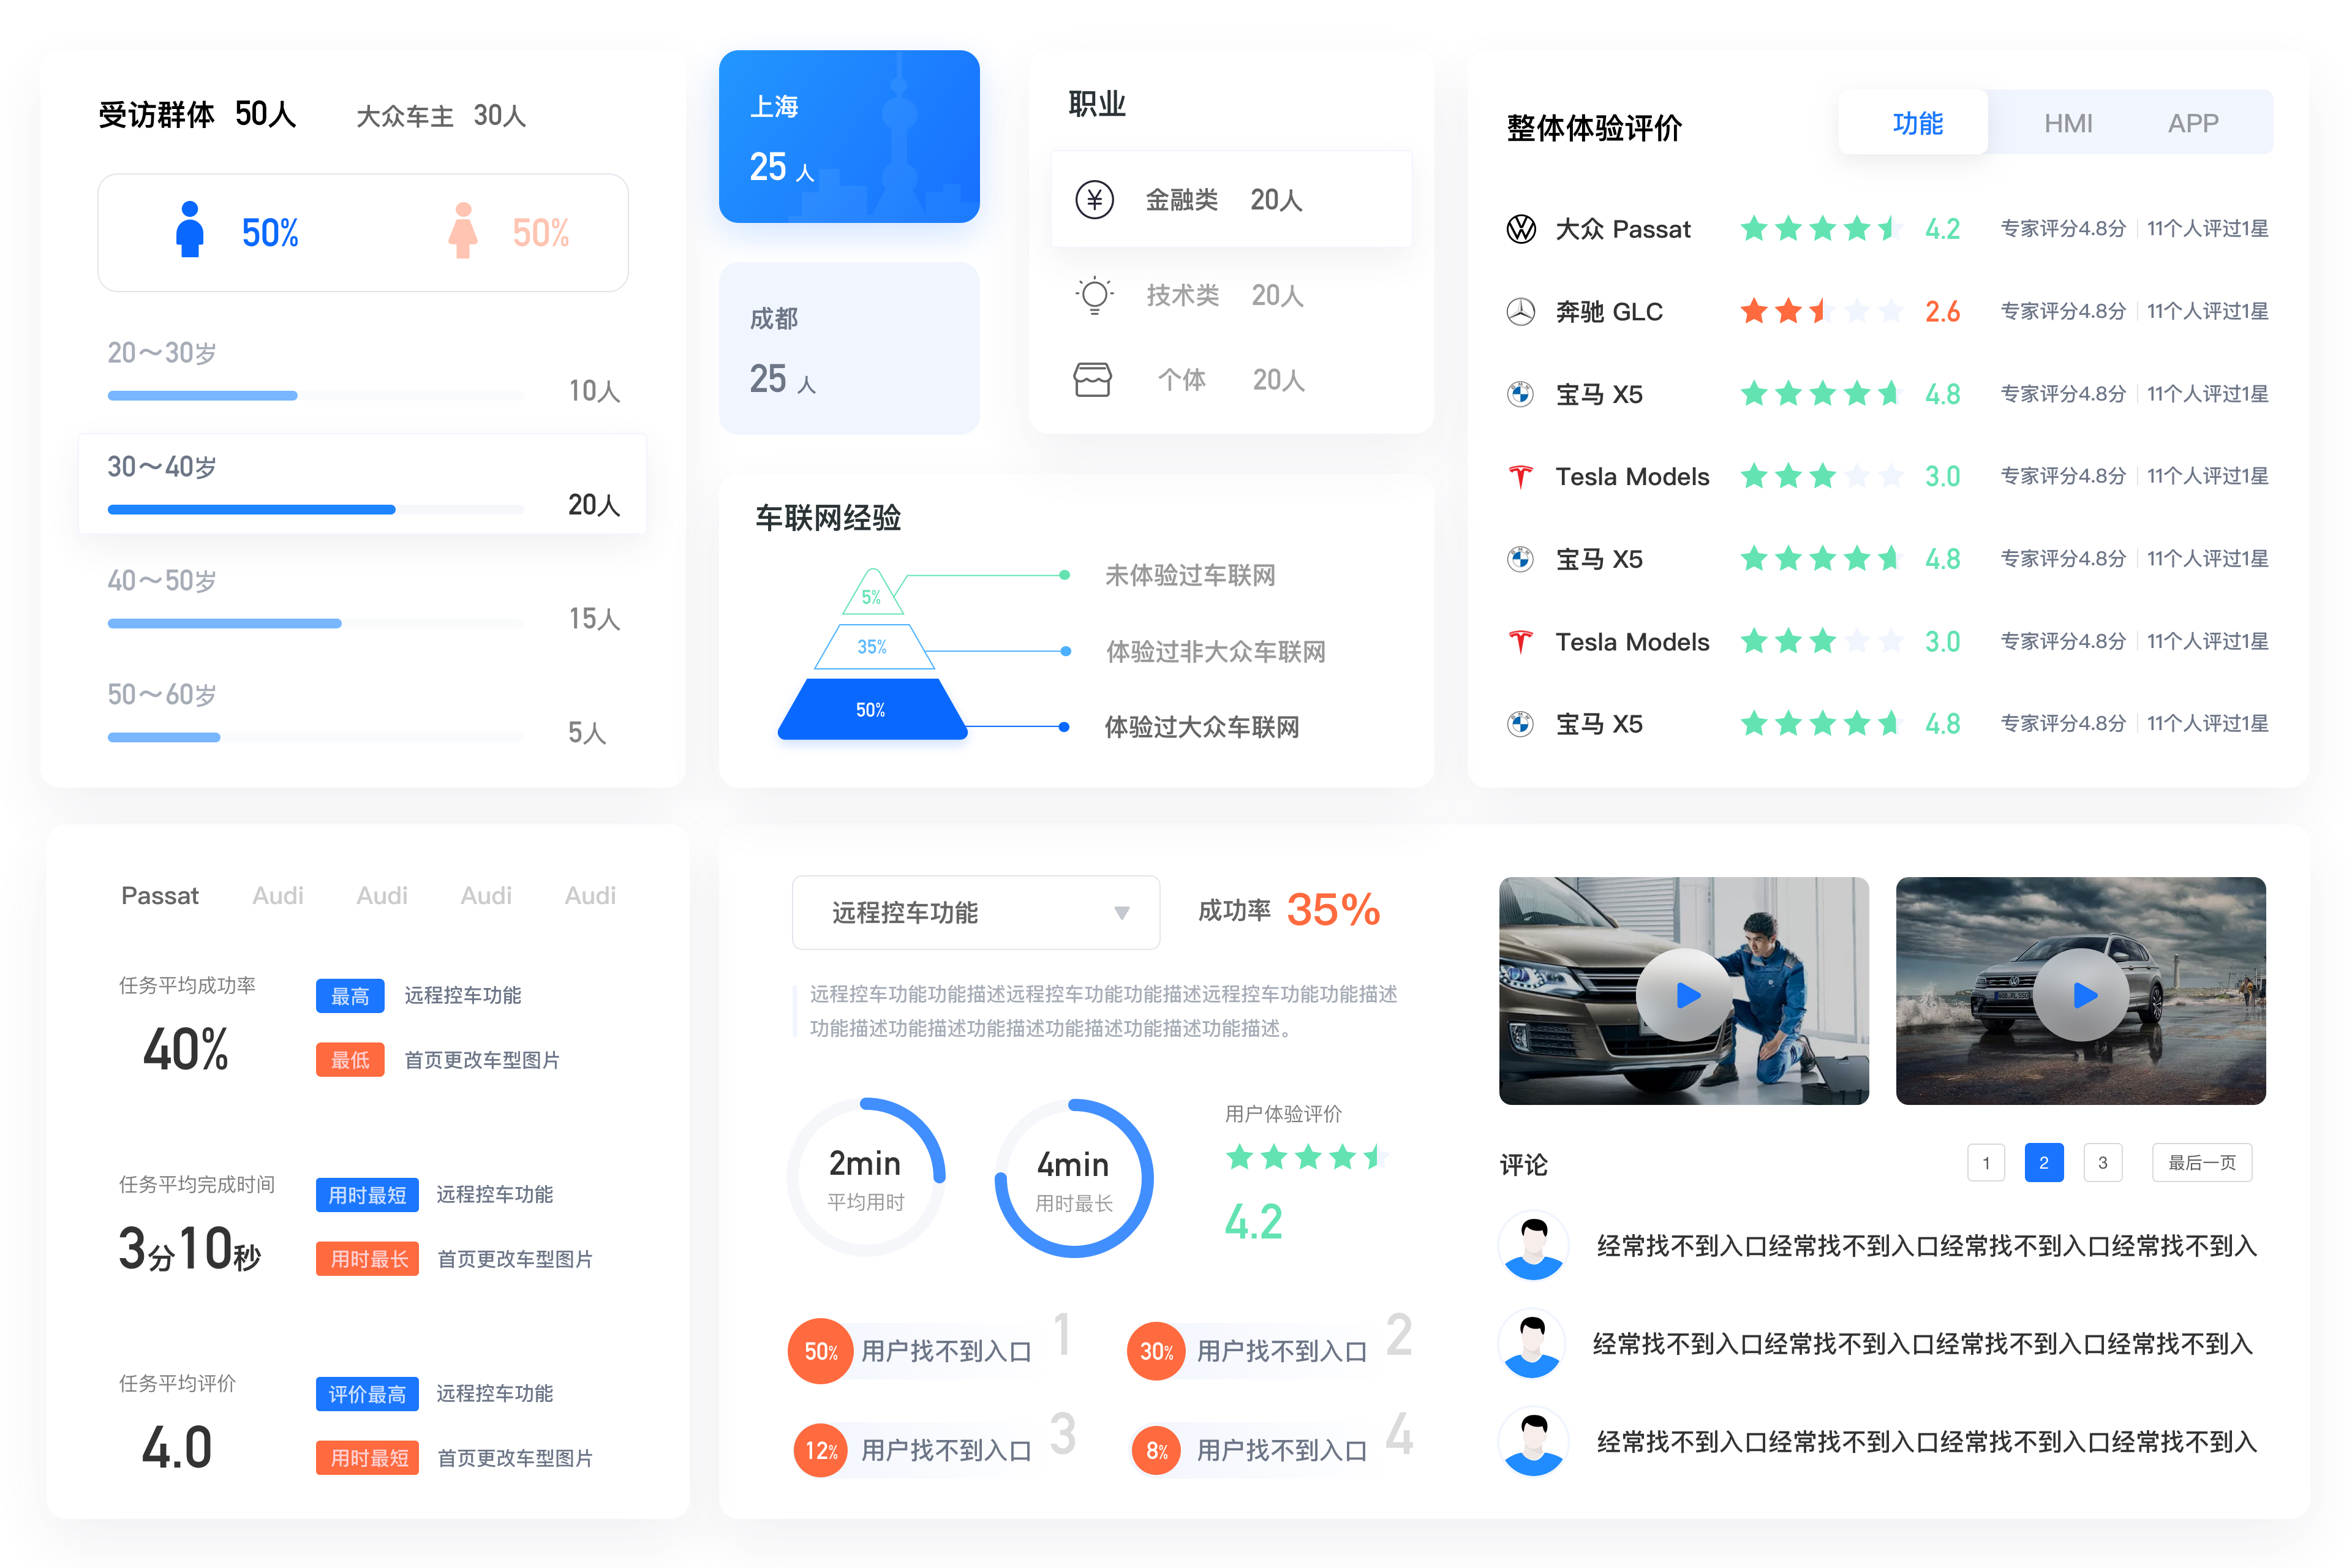 受访群体 50人 大众车主 30人
50% 50%
20～30岁
10人
30～40岁
20人
40～50岁
15人
50～60岁
5人
上海
25 人
成都
25 人
职业
金融类 20人
技术类 20人
个体 20人
车联网经验
5% 未体验过车联网
35% 体验过非大众车联网
50% 体验过大众车联网
整体体验评价 功能 HMI APP
大众 Passat 4.2 专家评分4.8分 11个人评过1星
奔驰 GLC 2.6 专家评分4.8分 11个人评过1星
宝马 X5 4.8 专家评分4.8分 11个人评过1星
Tesla Models 3.0 专家评分4.8分 11个人评过1星
宝马 X5 4.8 专家评分4.8分 11个人评过1星
Tesla Models 3.0 专家评分4.8分 11个人评过1星
宝马 X5 4.8 专家评分4.8分 11个人评过1星
Passat Audi Audi Audi Audi
任务平均成功率
40%
最高 远程控车功能
最低 首页更改车型图片
任务平均完成时间
3分10秒
用时最短 远程控车功能
用时最长 首页更改车型图片
任务平均评价
4.0
评价最高 远程控车功能
用时最短 首页更改车型图片
远程控车功能 成功率 35%
远程控车功能功能描述远程控车功能功能描述远程控车功能功能描述
功能描述功能描述功能描述功能描述功能描述功能描述。
2min
平均用时
4min
用时最长
用户体验评价
4.2
50% 用户找不到入口 1
30% 用户找不到入口 2
12% 用户找不到入口 3
8% 用户找不到入口 4
评论 1 2 3 最后一页
经常找不到入口经常找不到入口经常找不到入口经常找不到入
经常找不到入口经常找不到入口经常找不到入口经常找不到入
经常找不到入口经常找不到入口经常找不到入口经常找不到入